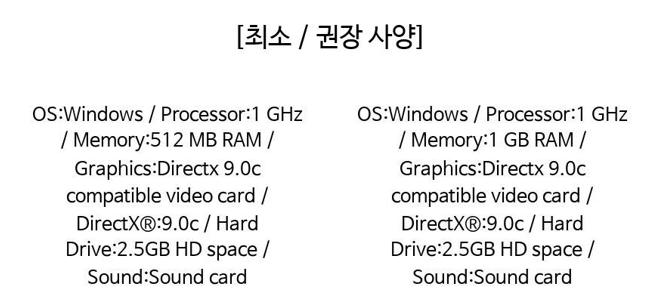 [최소 / 권장 사양]
OS:Windows / Processor:1 GHz
/ Memory:512 MB RAM /
Graphics:Directx 9.0c
compatible video card /
DirectX®:9.0c / Hard
Drive:2.5GB HD space /
Sound:Sound card
OS:Windows / Processor:1 GHz
/ Memory:1 GB RAM /
Graphics:Directx 9.0c
compatible video card /
DirectX®:9.0c / Hard
Drive:2.5GB HD space /
Sound:Sound card